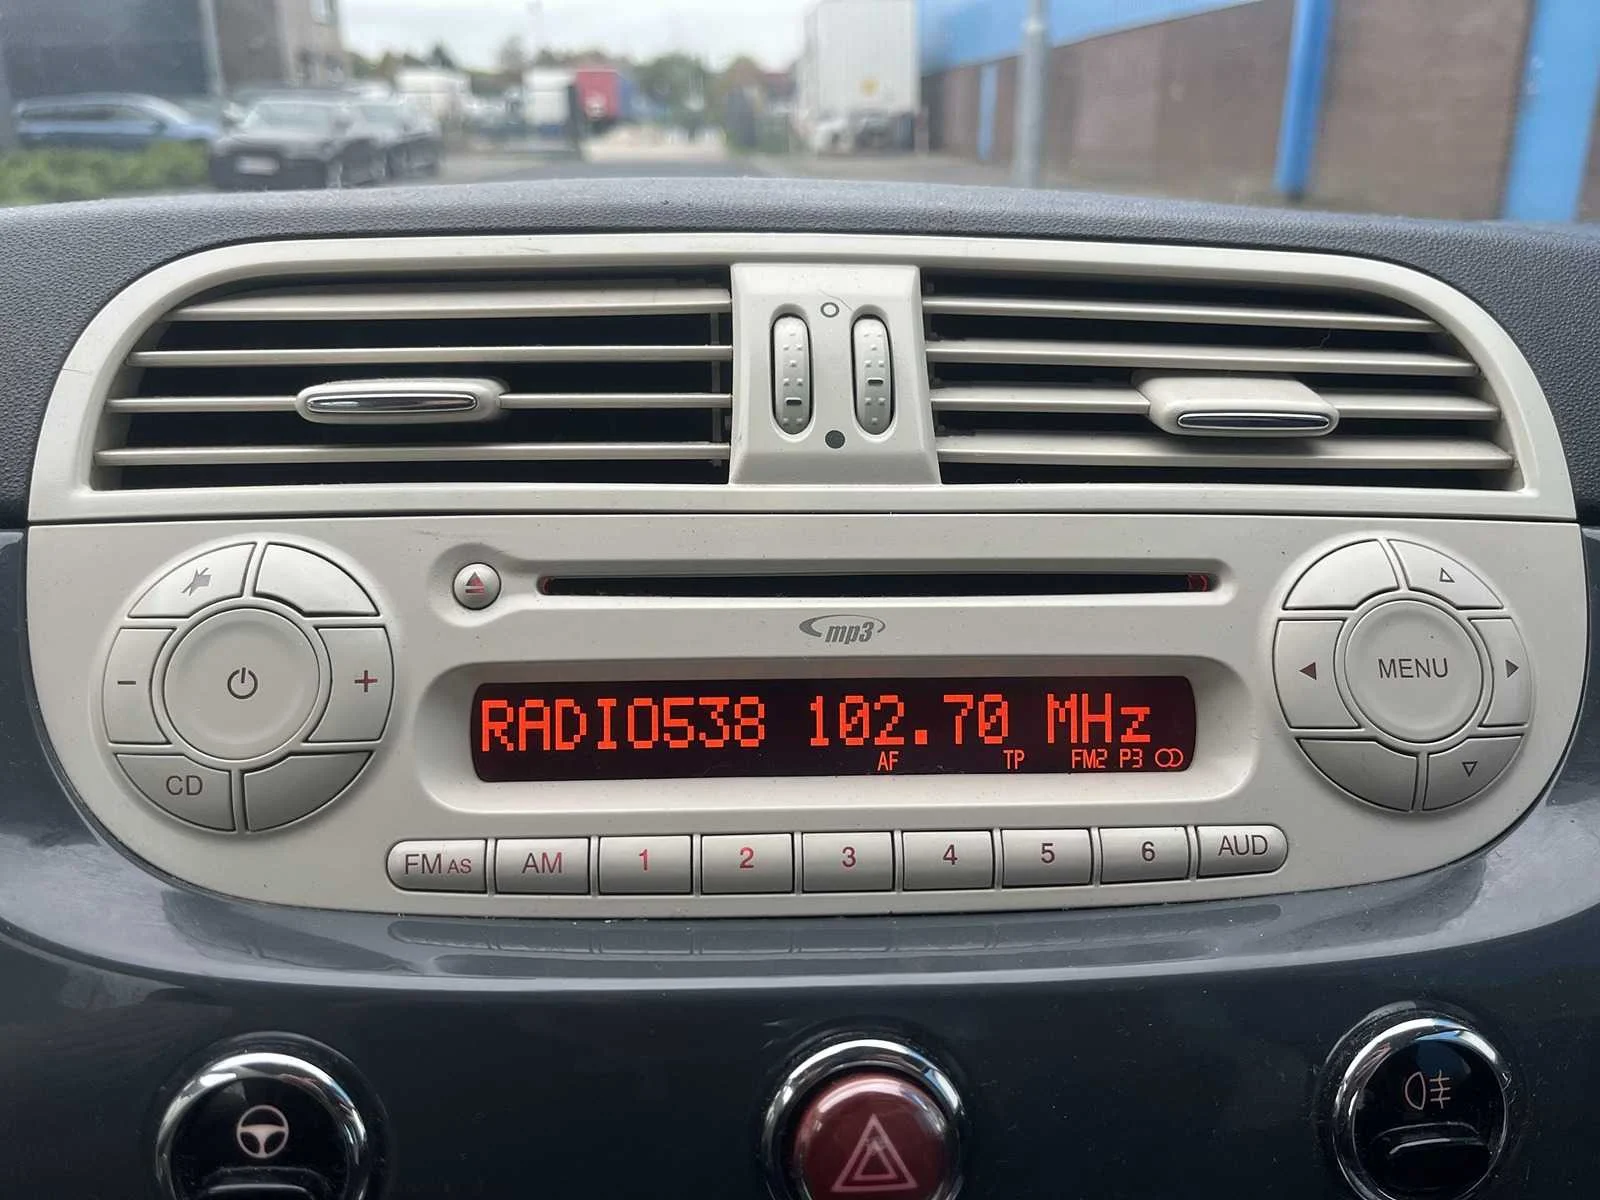 mp3
RADIO538 102.70 MHz
AF TP FM2 P3
MENU
CD
FM AS AM 1 2 3 4 5 6 AUD